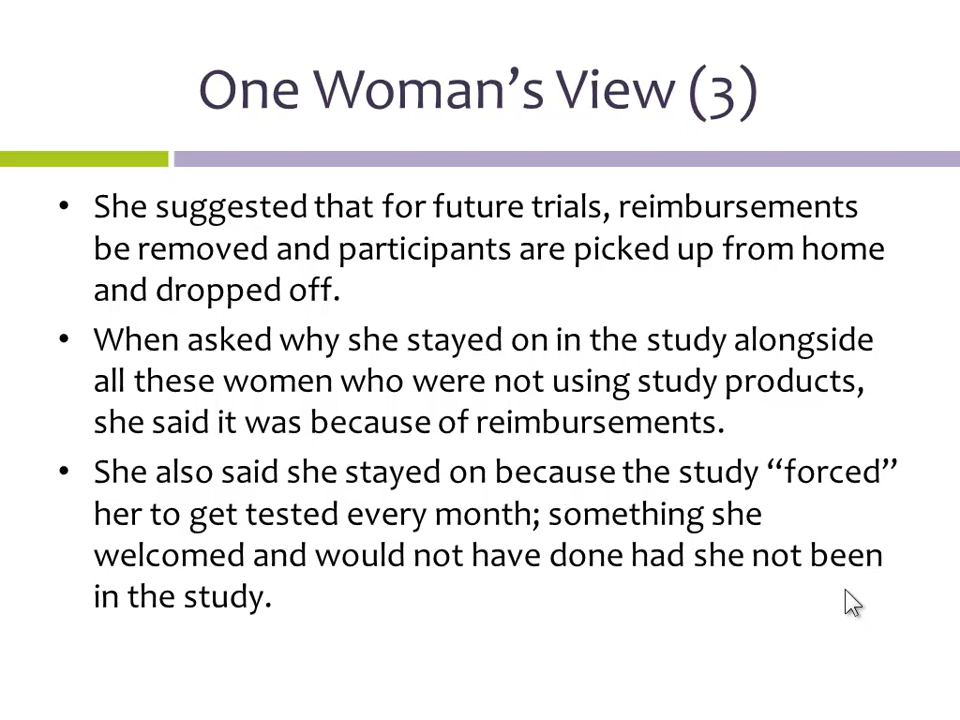 One Woman’s View (3)
• She suggested that for future trials, reimbursements
be removed and participants are picked up from home
and dropped off.
• When asked why she stayed on in the study alongside
all these women who were not using study products,
she said it was because of reimbursements.
• She also said she stayed on because the study “forced”
her to get tested every month; something she
welcomed and would not have done had she not been
in the study.